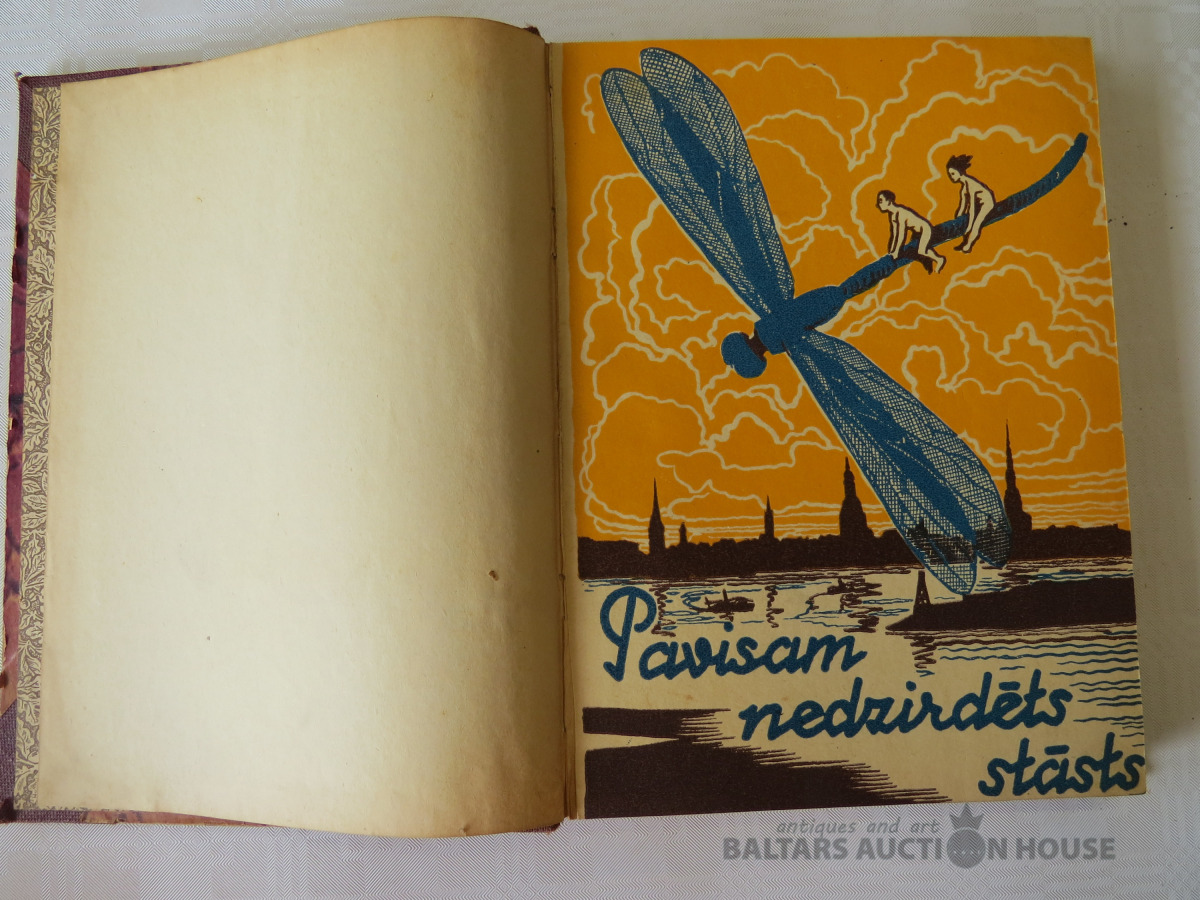 Pavisam
nedzirdēts
stāsts
antiques and art
BALTARS AUCTION HOUSE